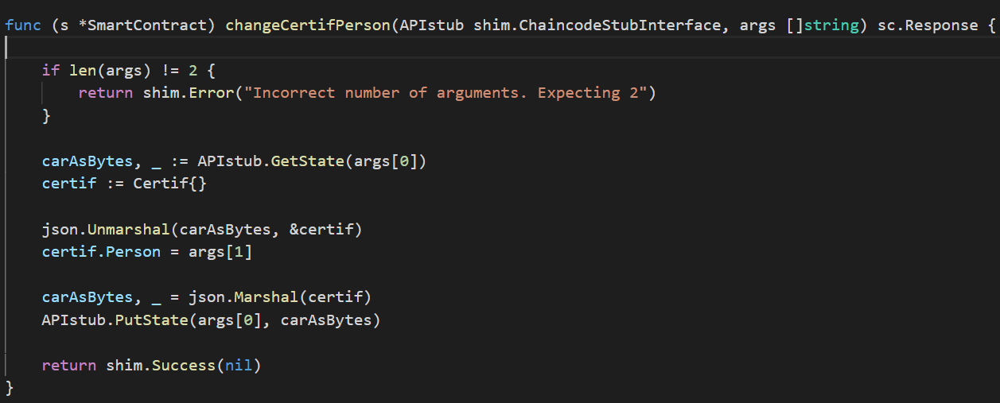 func (s *SmartContract) changeCertifPerson(APIstub shim.ChaincodeStubInterface, args []string) sc.Response {
if len(args) != 2 {
return shim.Error("Incorrect number of arguments. Expecting 2")
}
carAsBytes, _ := APIstub.GetState(args[0])
certif := Certif{}
json.Unmarshal(carAsBytes, &certif)
certif.Person = args[1]
carAsBytes, _ = json.Marshal(certif)
APIstub.PutState(args[0], carAsBytes)
return shim.Success(nil)
}